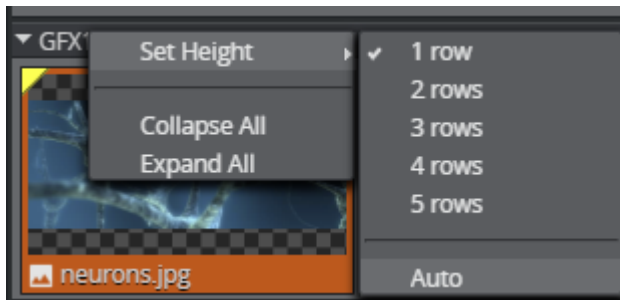 GFX1
Set Height
Collapse All
Expand All
1 row
2 rows
3 rows
4 rows
5 rows
Auto
neurons.jpg